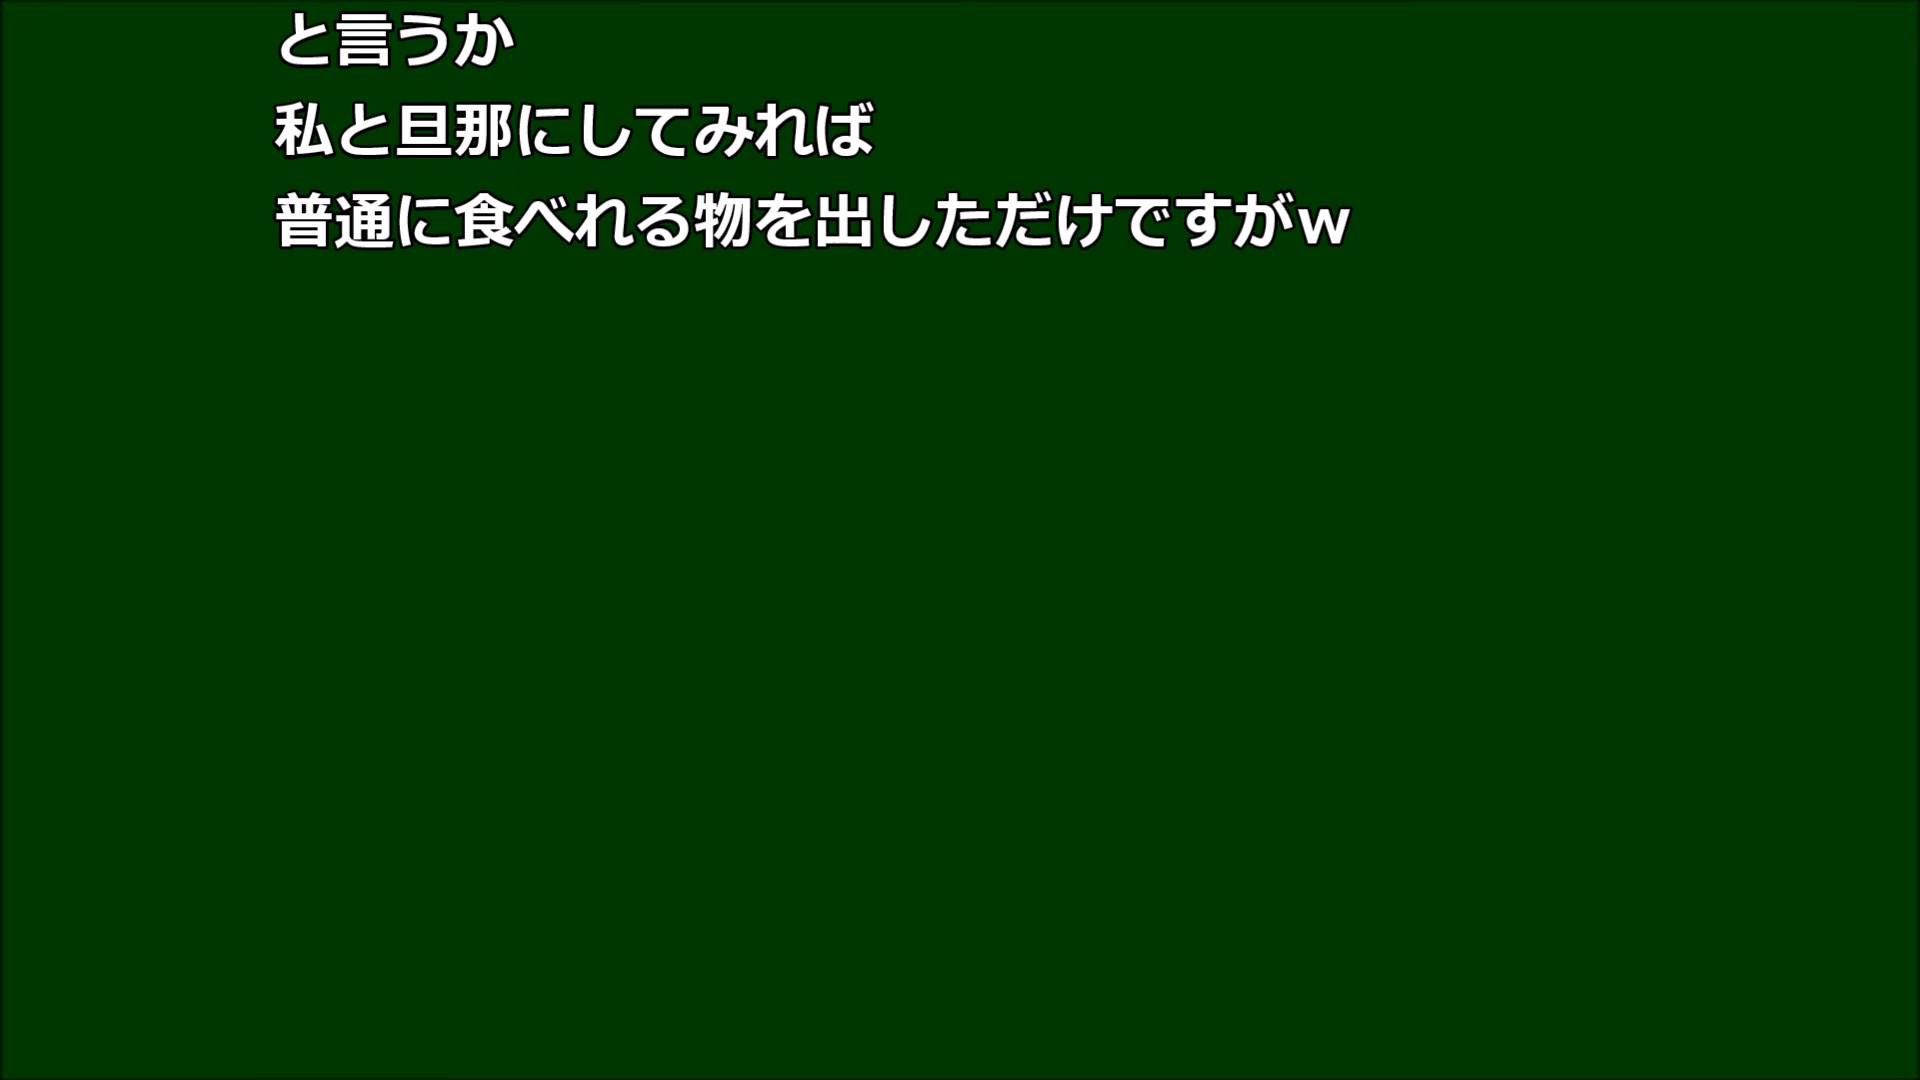 と言うか
私と旦那にしてみれば
普通に食べれる物を出しただけですがｗ